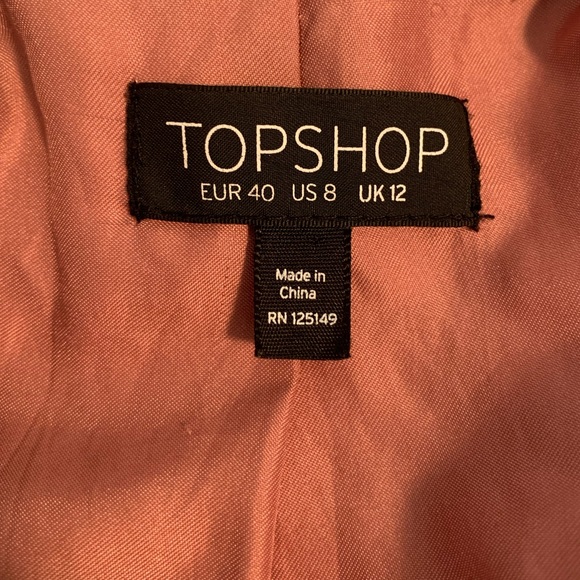 TOPSHOP
EUR 40 US 8 UK 12
Made in
China
RN 125149